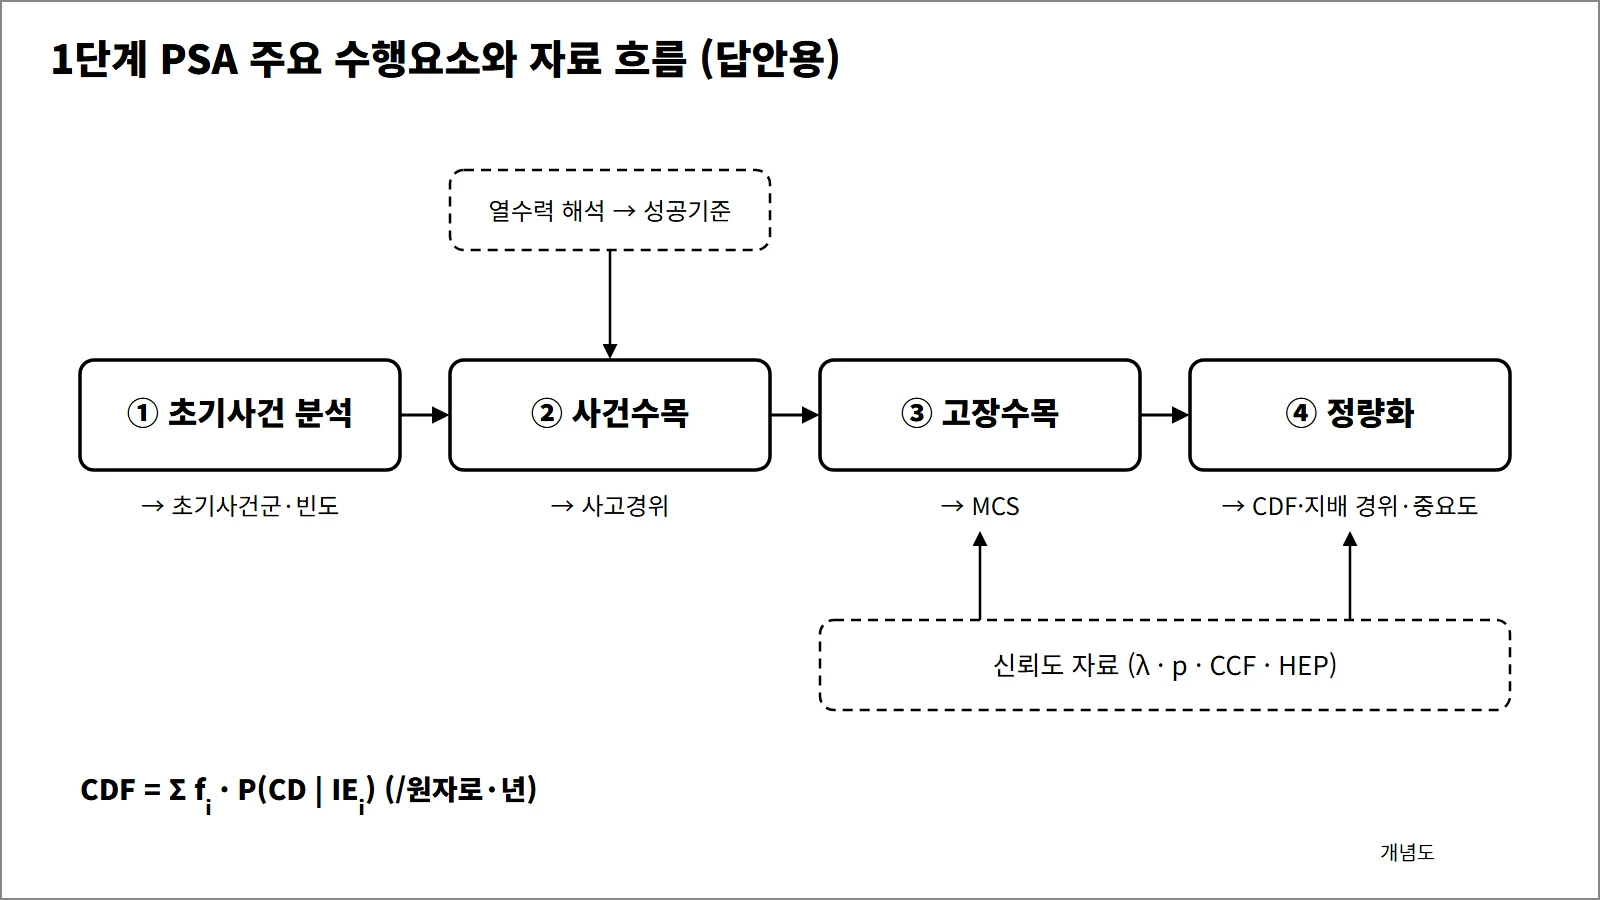 1단계 PSA 주요 수행요소와 자료 흐름 (답안용)
열수력 해석 → 성공기준
① 초기사건 분석
② 사건수목
③ 고장수목
④ 정량화
→ 초기사건군·빈도
→ 사고경위
→ MCS
→ CDF·지배 경위·중요도
신뢰도 자료 (λ · p · CCF · HEP)
CDF = Σ fᵢ · P(CD | IEᵢ) (/원자로·년)
개념도